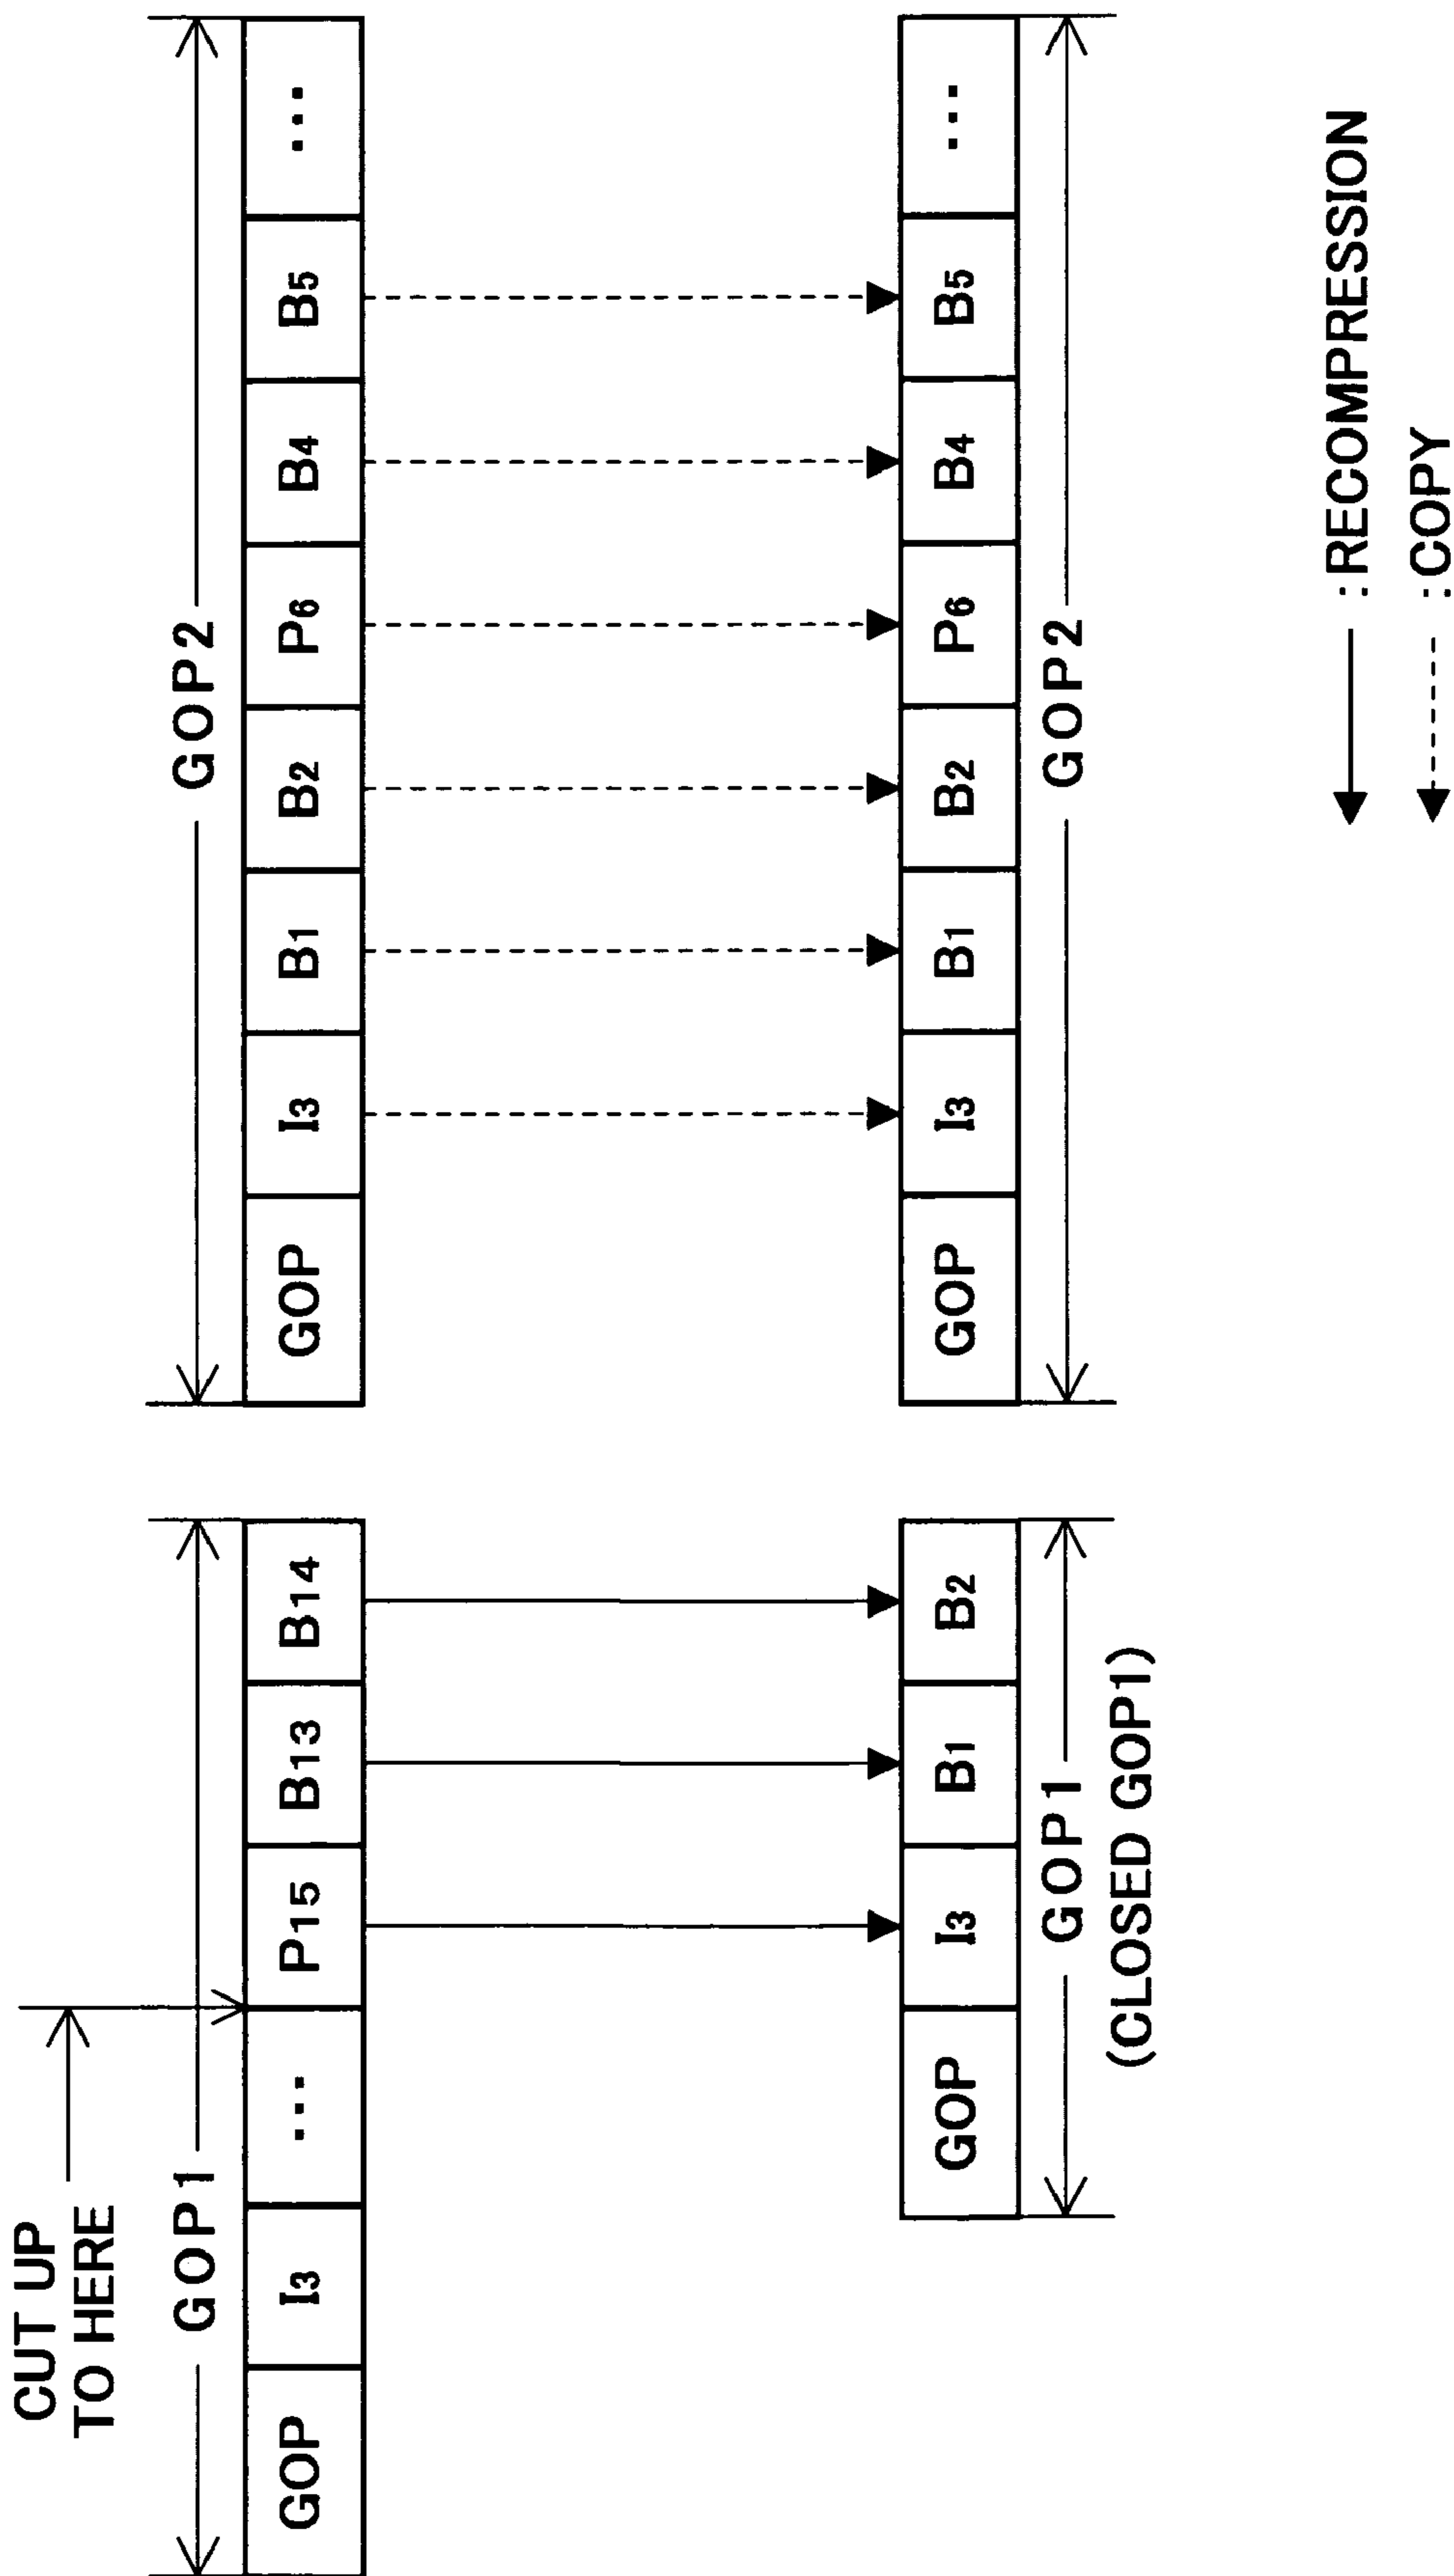 CUT UP
TO HERE
GOP1
GOP2
GOP I3 ... P15 B13 B14
GOP I3 B1 B2 P6 B4 B5 ...
GOP I3 B1 B2
GOP I3 B1 B2 P6 B4 B5 ...
GOP1
(CLOSED GOP1)
GOP2
:RECOMPRESSION
:COPY